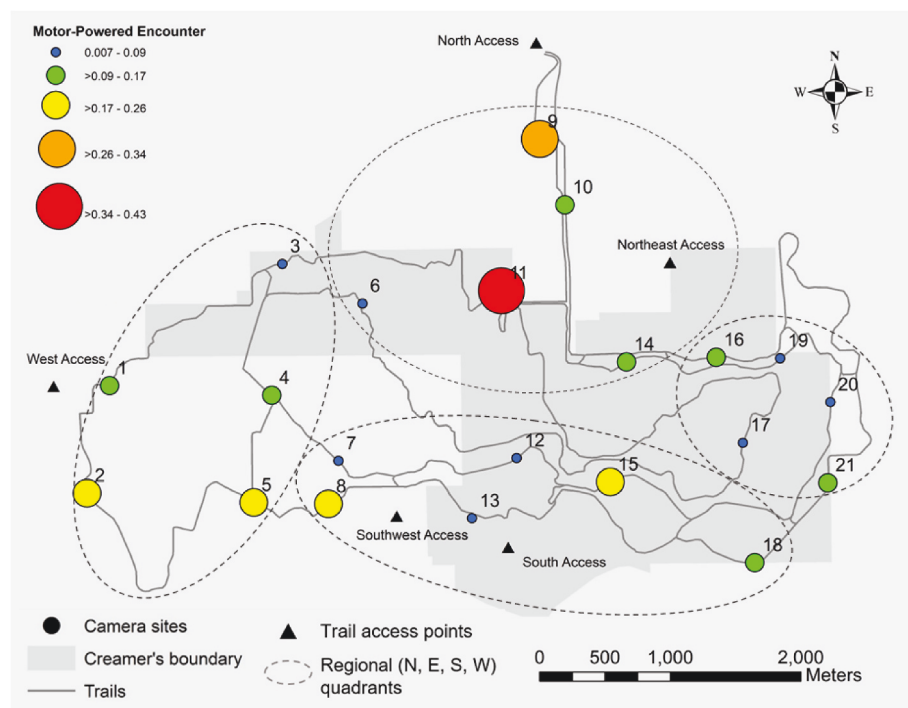 Motor-Powered Encounter
0.007 - 0.09
>0.09 - 0.17
>0.17 - 0.26
>0.26 - 0.34
>0.34 - 0.43
North Access
N
W E
S
9
10
Northeast Access
3
6
11
West Access
1
4
14
16
19
20
7
12
17
2
5
8
15
21
13
Southwest Access
South Access
18
Camera sites
Creamer's boundary
Trails
Trail access points
Regional (N, E, S, W)
quadrants
0 500 1,000 2,000
Meters